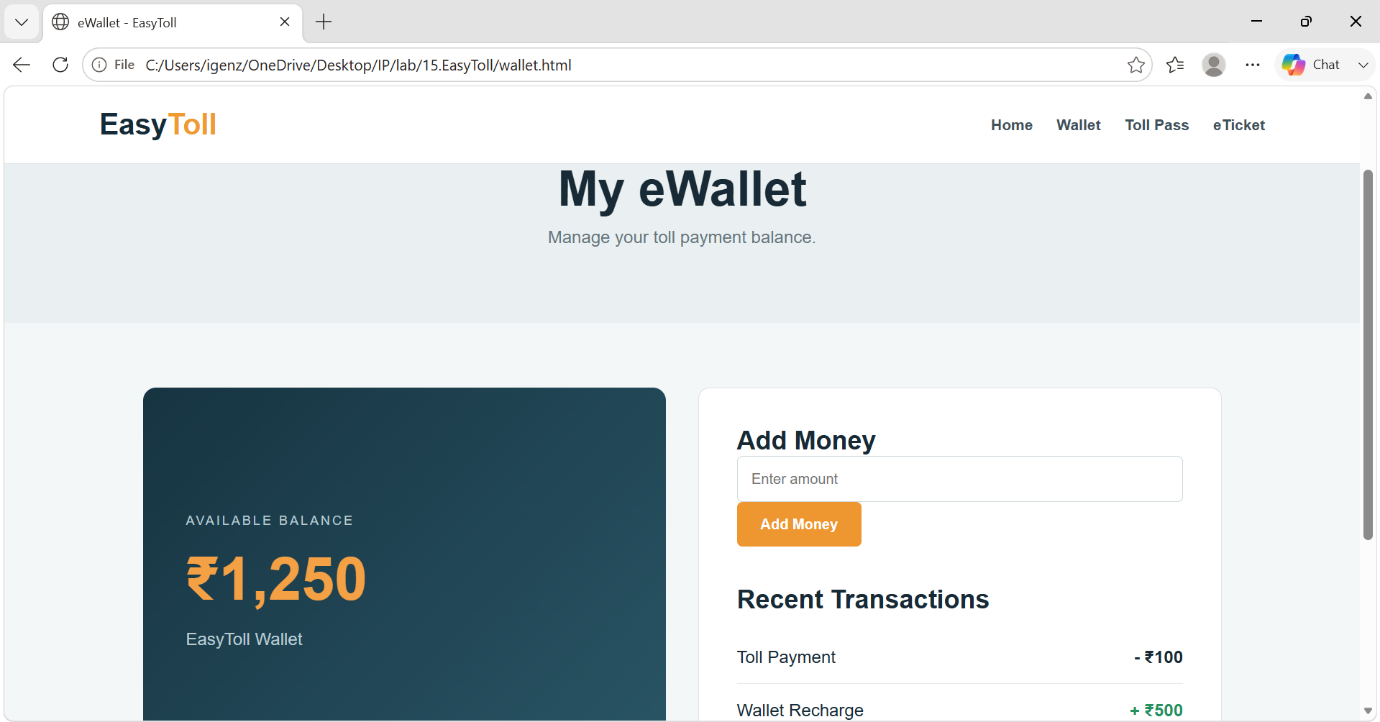 eWallet - EasyToll
File C:/Users/igenz/OneDrive/Desktop/IP/lab/15.EasyToll/wallet.html
Chat
EasyToll
Home Wallet Toll Pass eTicket
My eWallet
Manage your toll payment balance.
AVAILABLE BALANCE
₹1,250
EasyToll Wallet
Add Money
Enter amount
Add Money
Recent Transactions
Toll Payment - ₹100
Wallet Recharge + ₹500